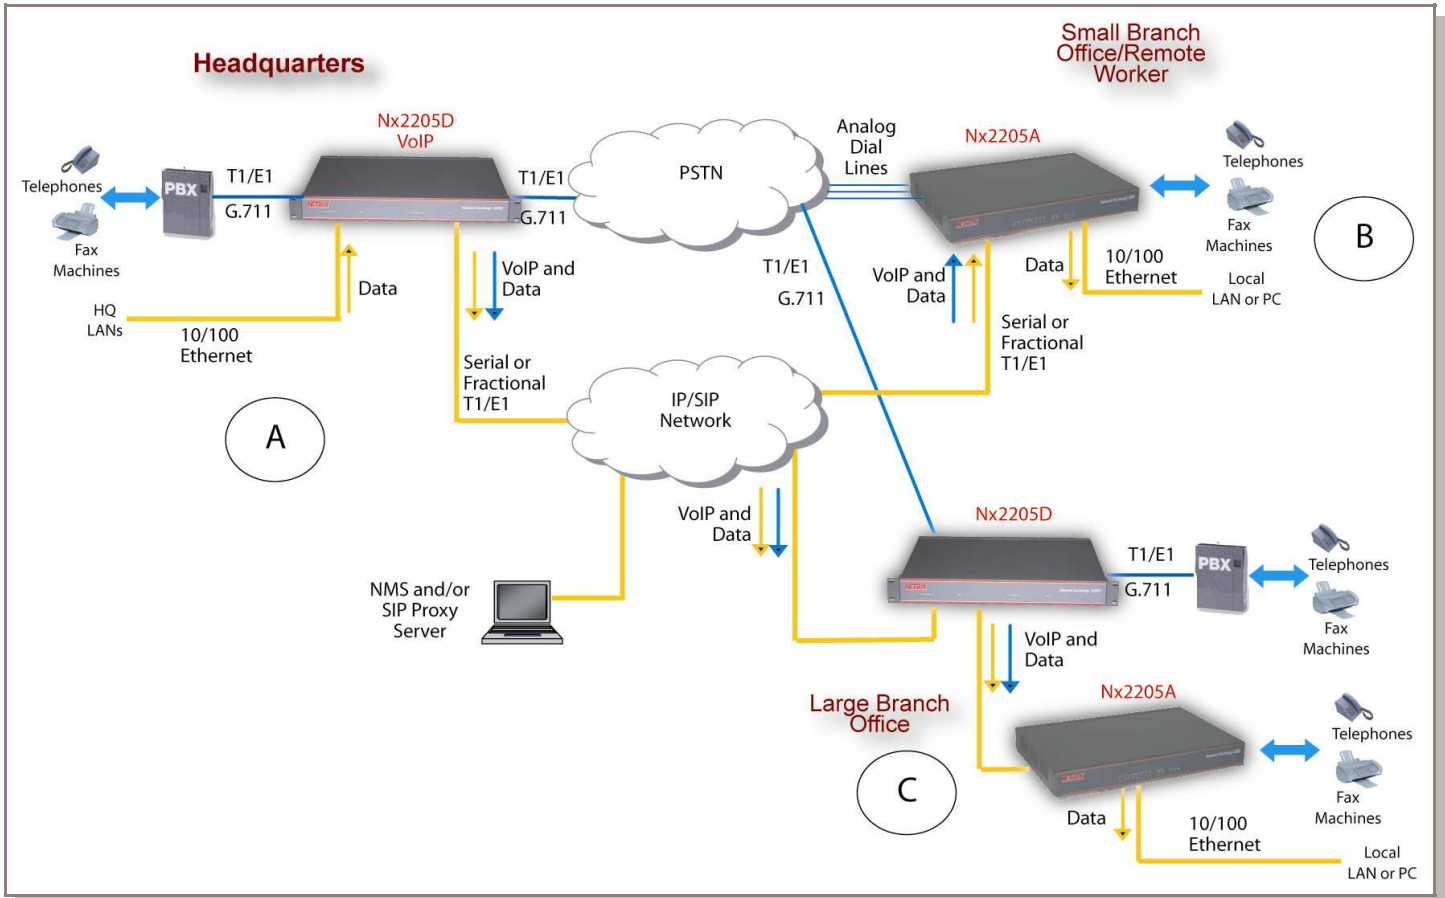 Headquarters
Small Branch
Office/Remote
Worker
Nx2205D
VoIP
Nx2205A
Analog
Dial
Lines
PSTN
Telephones
PBX
T1/E1
G.711
T1/E1
G.711
Fax
Machines
Telephones
Fax
Machines
B
HQ
LANs
10/100
Ethernet
Data
VoIP and
Data
Serial or
Fractional
T1/E1
T1/E1
G.711
VoIP and
Data
Data
10/100
Ethernet
Local
LAN or PC
Serial or
Fractional
T1/E1
A
IP/SIP
Network
VoIP and
Data
NMS and/or
SIP Proxy
Server
Nx2205D
NETRIX
T1/E1
G.711
PBX
Telephones
Fax
Machines
VoIP and
Data
Large Branch
Office
C
Nx2205A
Telephones
Fax
Machines
Data
10/100
Ethernet
Local
LAN or PC